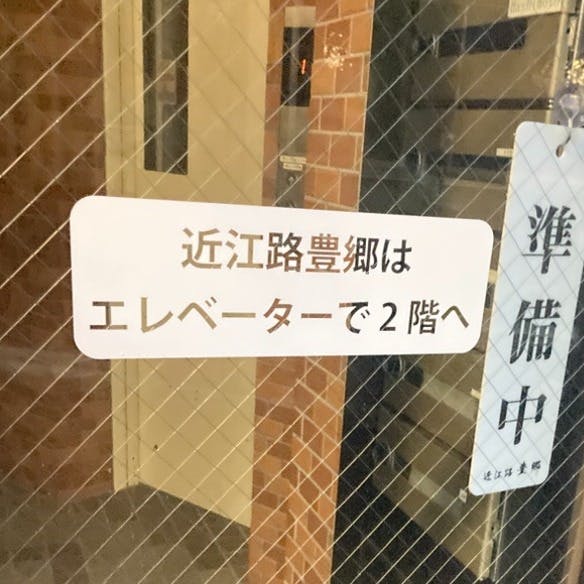 近江路豊郷は
エレベーターで2階へ
準備中
近江路 豊郷
1